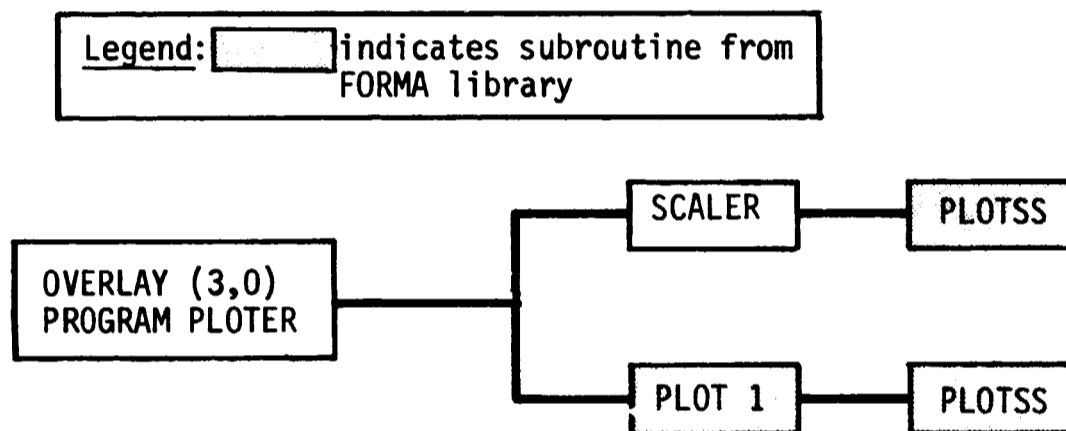 Legend: indicates subroutine from
FORMA library
SCALER
PLOTSS
OVERLAY (3,0)
PROGRAM PLOTER
PLOT 1
PLOTSS